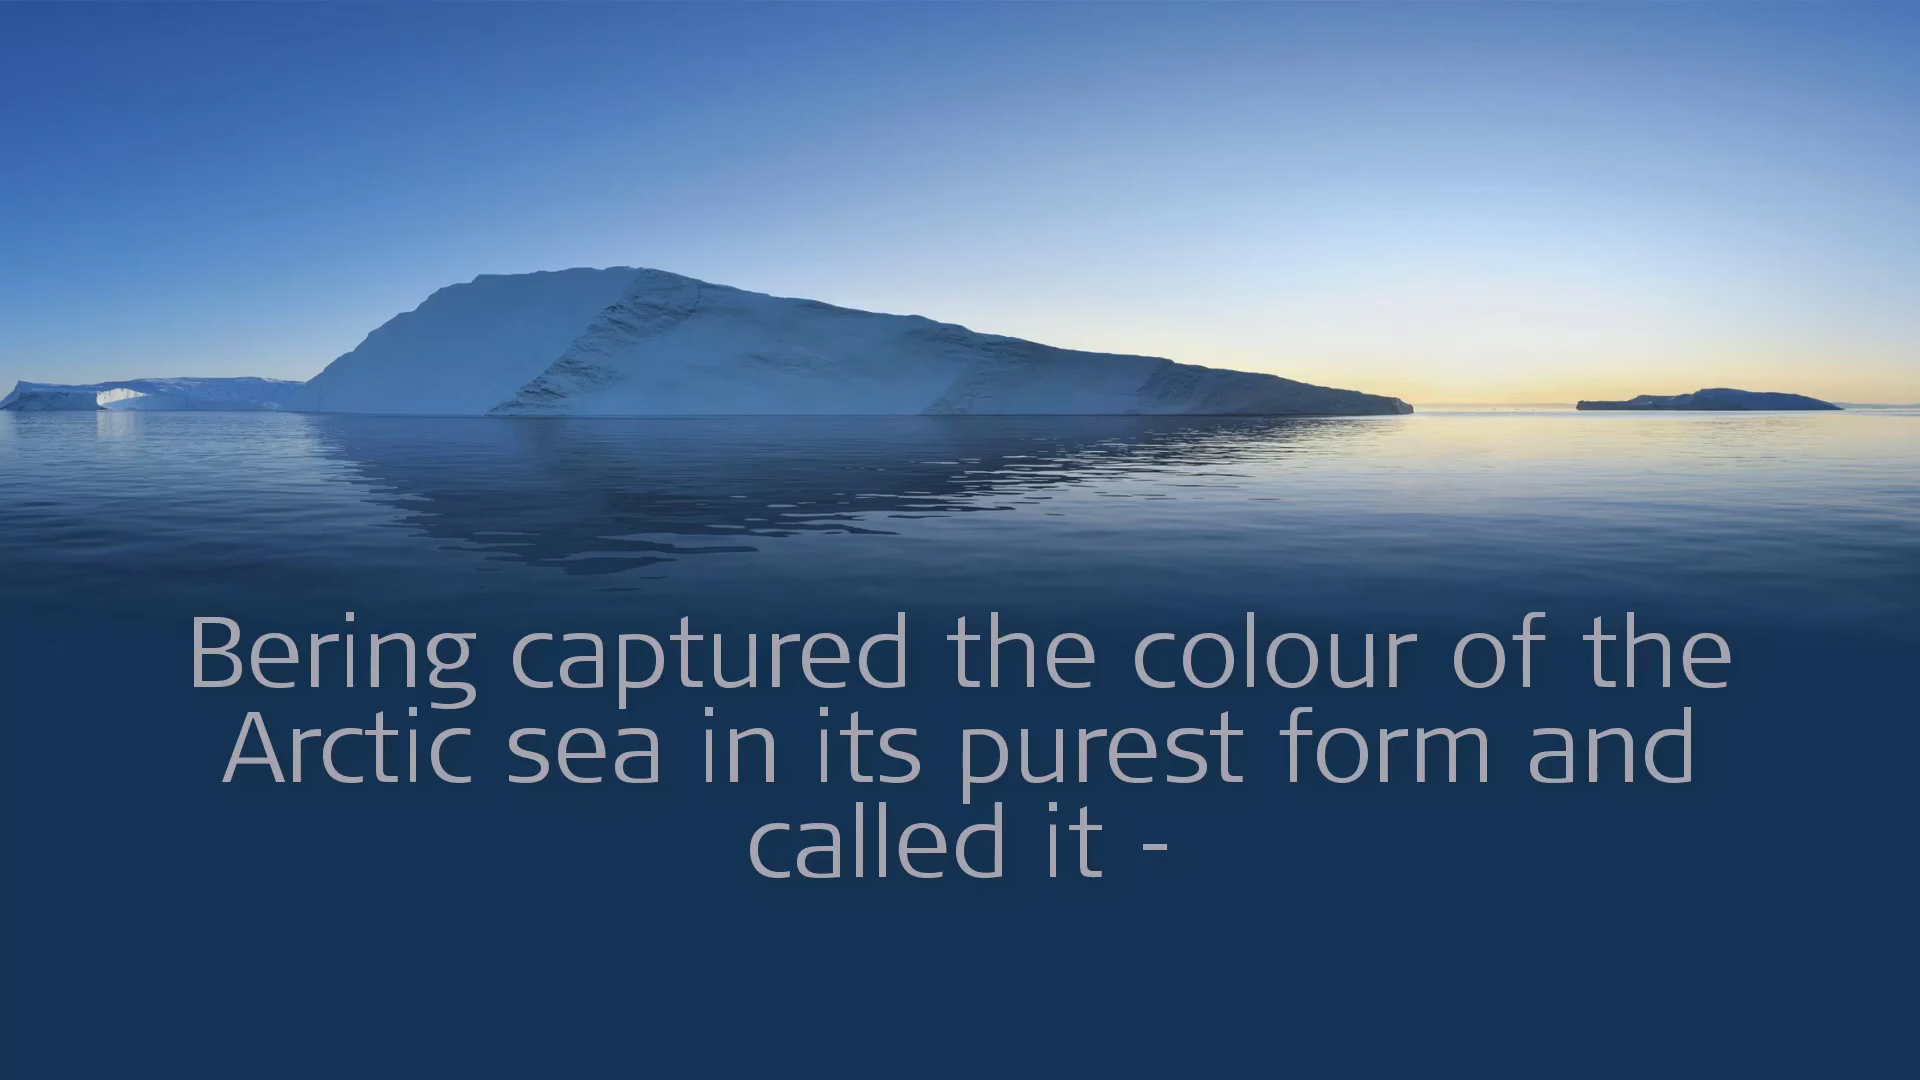 Bering captured the colour of the
Arctic sea in its purest form and
called it -